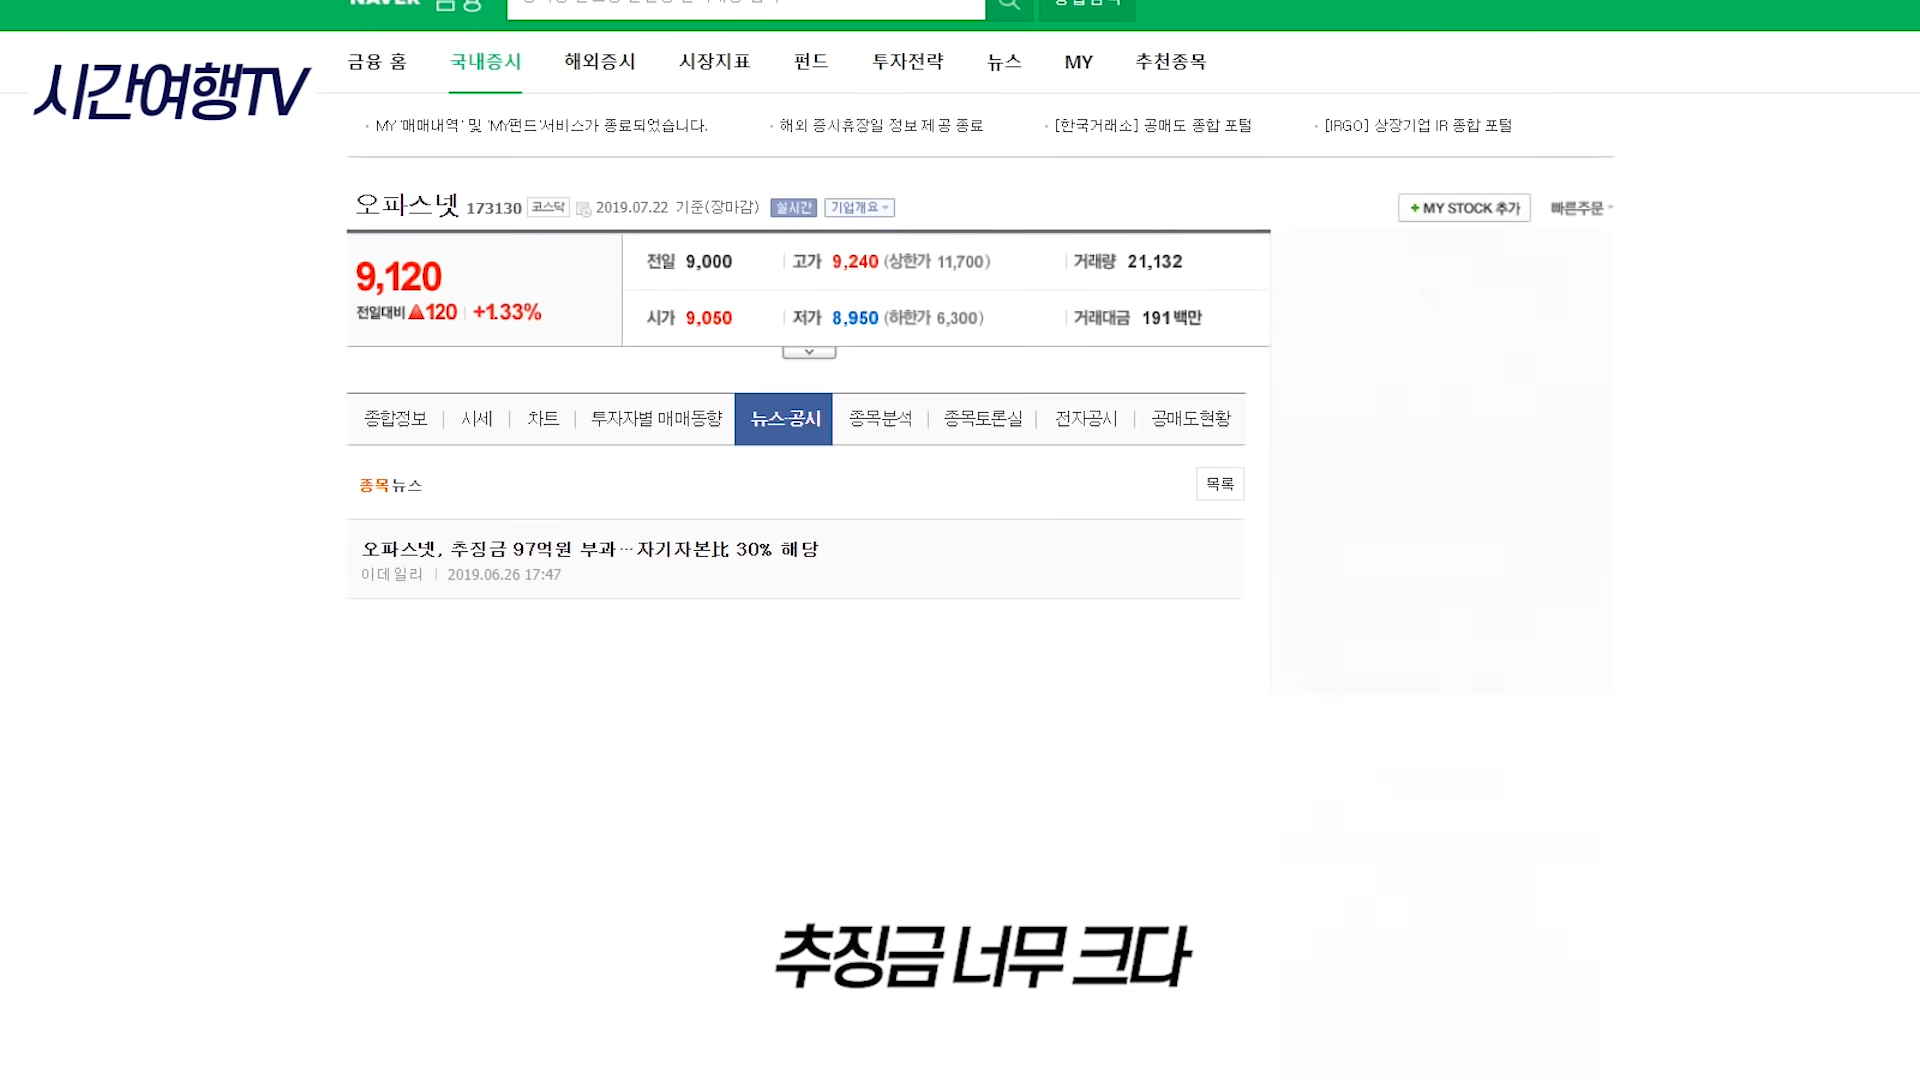 NAVER 금융
금융 홈 국내증시 해외증시 시장지표 펀드 투자전략 뉴스 MY 추천종목
시간여행TV
· MY '매매내역' 및 'MY펀드'서비스가 종료되었습니다. · 해외 증시휴장일 정보 제공 종료 · [한국거래소] 공매도 종합 포털 · [IRGO] 상장기업 IR 종합 포털
오파스넷 173130 코스닥 2019.07.22 기준(장마감) 실시간 기업개요 + MY STOCK 추가 빠른주문
9,120
전일대비 ▲120 +1.33%
전일 9,000 고가 9,240 (상한가 11,700) 거래량 21,132
시가 9,050 저가 8,950 (하한가 6,300) 거래대금 191백만
종합정보 시세 차트 투자자별 매매동향 뉴스·공시 종목분석 종목토론실 전자공시 공매도현황
종목뉴스 목록
오파스넷, 추징금 97억원 부과…자기자본比 30% 해당
이데일리 2019.06.26 17:47
추징금 너무 크다